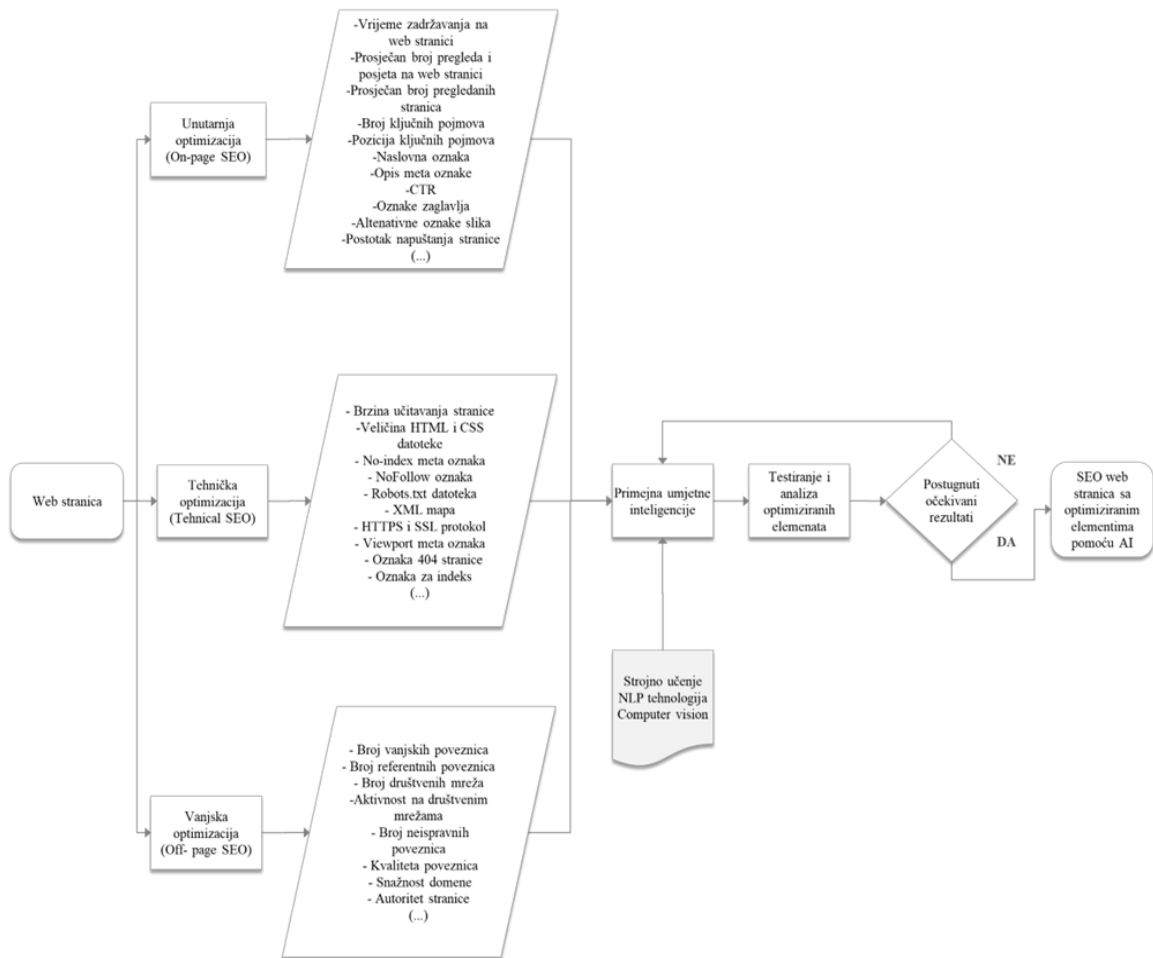 Web stranica
Unutarnja
optimizacija
(On-page SEO)
-Vrijeme zadržavanja na
web stranici
-Prosječan broj pregleda i
posjeta na web stranici
-Prosječan broj pregledanih
stranica
-Broj ključnih pojmova
-Pozicija ključnih pojmova
-Naslovna oznaka
-Opis meta oznake
-CTR
-Oznake zaglavlja
-Altenativne oznake slika
-Postotak napuštanja stranice
(...)
Tehnička
optimizacija
(Tehnical SEO)
- Brzina učitavanja stranice
-Veličina HTML i CSS
datoteke
- No-index meta oznaka
- NoFollow oznaka
- Robots.txt datoteka
- XML mapa
- HTTPS i SSL protokol
- Viewport meta oznaka
- Oznaka 404 stranice
- Oznaka za indeks
(...)
Vanjska
optimizacija
(Off- page SEO)
- Broj vanjskih poveznica
- Broj referentnih poveznica
- Broj društvenih mreža
-Aktivnost na društvenim
mrežama
- Broj neispravnih
poveznica
- Kvaliteta poveznica
- Snažnost domene
- Autoritet stranice
(...)
Primejna umjetne
inteligencije
Strojno učenje
NLP tehnologija
Computer vision
Testiranje i
analiza
optimiziranih
elemenata
Postugnuti
očekivani
rezultati
NE
DA
SEO web
stranica sa
optimiziranim
elementima
pomoću AI